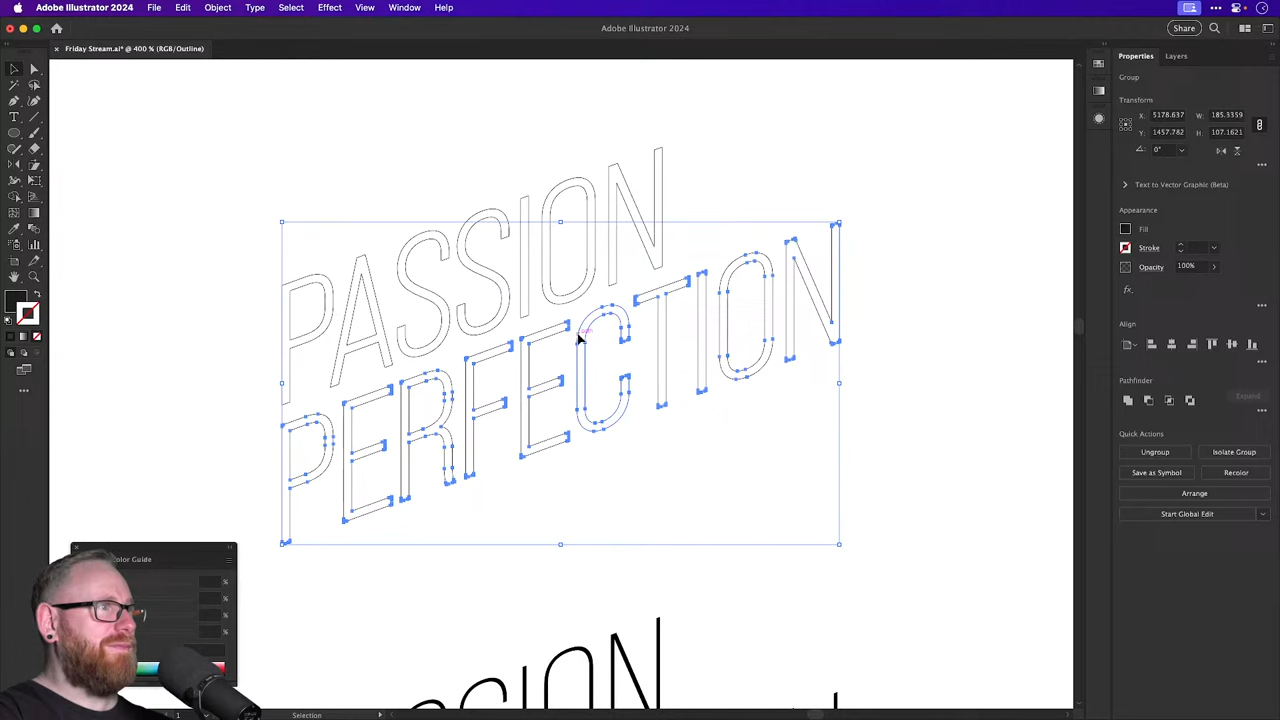 Adobe Illustrator 2024 File Edit Object Type Select Effect View Window Help
Adobe Illustrator 2024
Share
× Friday Stream.ai* @ 400 % (RGB/Outline)
Properties Layers
Group
Transform
X: 5178.637 W: 185.3359
Y: 1457.782 H: 107.1621
0°
Text to Vector Graphic (Beta)
Appearance
Fill
Stroke
Opacity 100%
fx
Align
Pathfinder
Expand
Quick Actions
Ungroup Isolate Group
Save as Symbol Recolor
Arrange
Start Global Edit
PASSION
PERFECTION
Color Guide
%
%
%
%
SSION
1 Selection